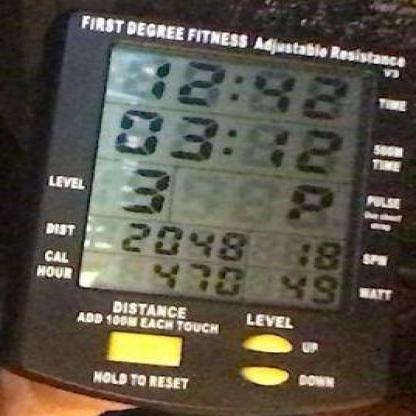 FIRST DEGREE FITNESS Adjustable Resistance
V3
12:42 TIME
03:12 500M TIME
LEVEL 3 P PULSE
Use chest strap
DIST 2048 18 SPM
CAL HOUR 470 49 WATT
DISTANCE
ADD 100M EACH TOUCH
LEVEL
UP
HOLD TO RESET
DOWN